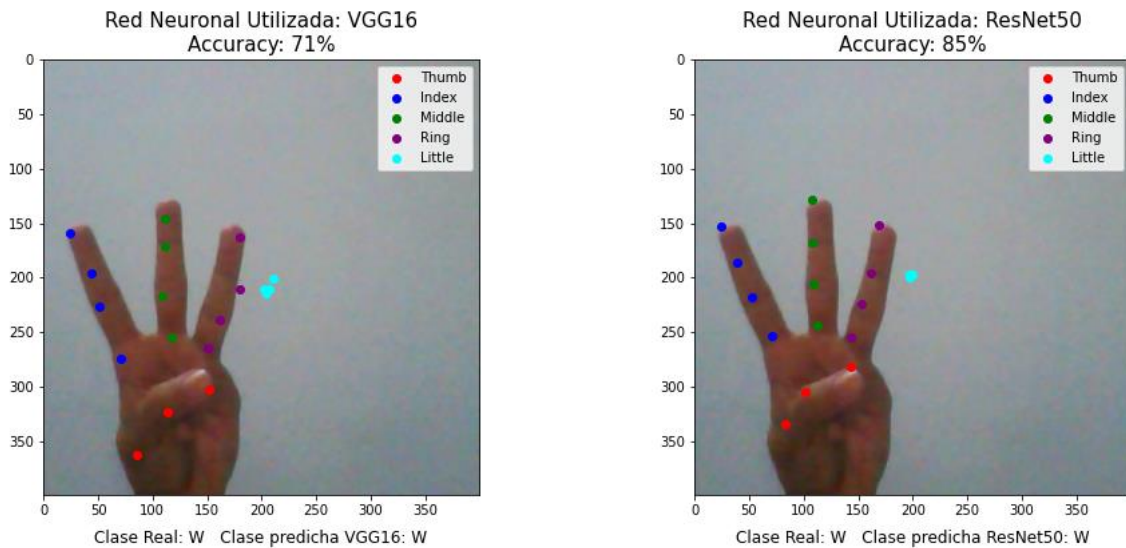 Red Neuronal Utilizada: VGG16
Accuracy: 71%
0
50
100
150
200
250
300
350
0
50
100
150
200
250
300
350
Thumb
Index
Middle
Ring
Little
Clase Real: W   Clase predicha VGG16: W
Red Neuronal Utilizada: ResNet50
Accuracy: 85%
0
50
100
150
200
250
300
350
0
50
100
150
200
250
300
350
Thumb
Index
Middle
Ring
Little
Clase Real: W   Clase predicha ResNet50: W